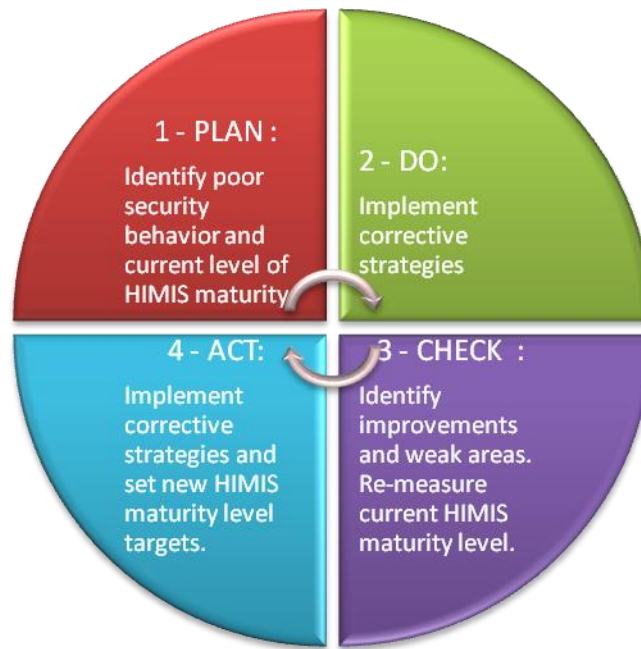 1 - PLAN :
Identify poor
security
behavior and
current level of
HIMIS maturity
2 - DO:
Implement
corrective
strategies
3 - CHECK :
Identify
improvements
and weak areas.
Re-measure
current HIMIS
maturity level.
4 - ACT:
Implement
corrective
strategies and
set new HIMIS
maturity level
targets.